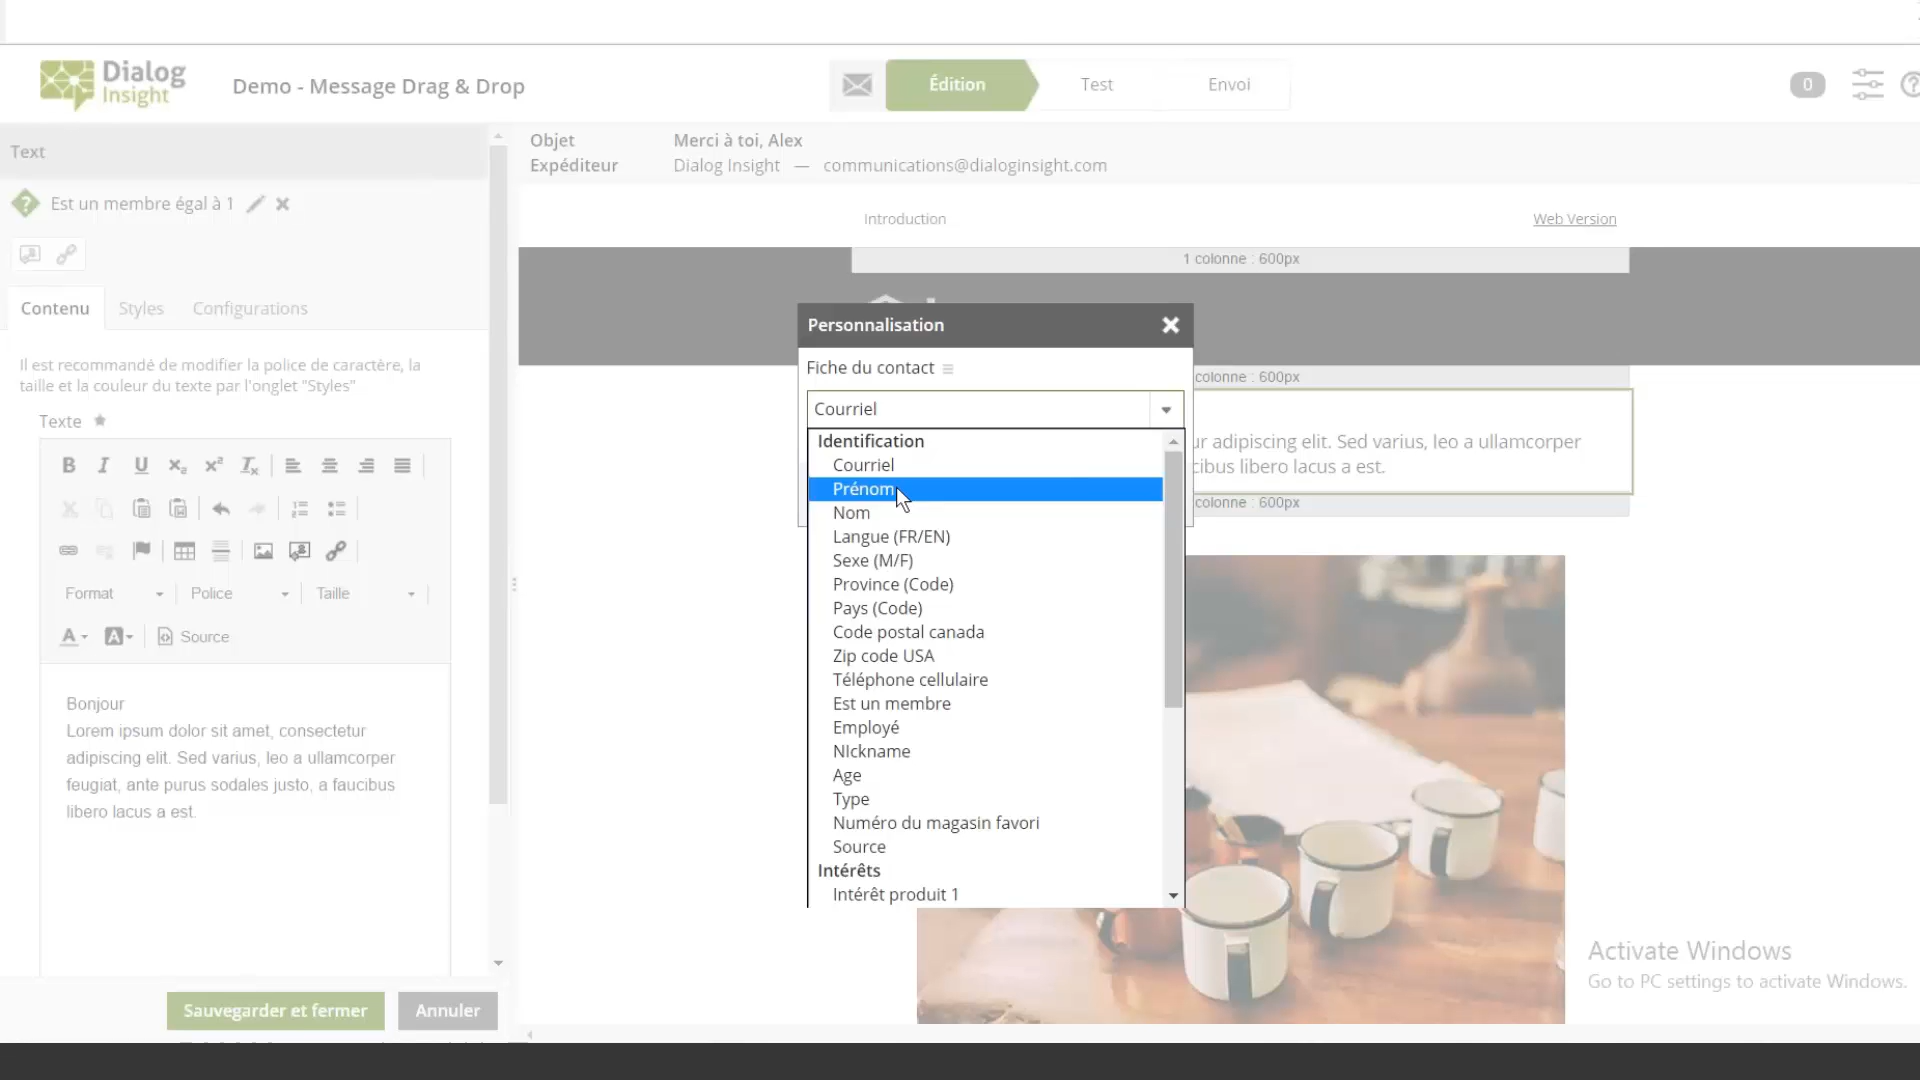 Dialog
Insight
Demo - Message Drag & Drop
Édition
Test
Envoi
0
Text
Est un membre égal à 1
Contenu
Styles
Configurations
Il est recommandé de modifier la police de caractère, la
taille et la couleur du texte par l'onglet "Styles"
Texte
Format
Police
Taille
Source
Bonjour
Lorem ipsum dolor sit amet, consectetur
adipiscing elit. Sed varius, leo a ullamcorper
feugiat, ante purus sodales justo, a faucibus
libero lacus a est.
Sauvegarder et fermer
Annuler
Objet Merci à toi, Alex
Expéditeur Dialog Insight — communications@dialoginsight.com
Introduction
Web Version
1 colonne : 600px
Personnalisation
Fiche du contact
Courriel
Identification
Courriel
Prénom
Nom
Langue (FR/EN)
Sexe (M/F)
Province (Code)
Pays (Code)
Code postal canada
Zip code USA
Téléphone cellulaire
Est un membre
Employé
NIckname
Age
Type
Numéro du magasin favori
Source
Intérêts
Intérêt produit 1
colonne : 600px
ur adipiscing elit. Sed varius, leo a ullamcorper
cibus libero lacus a est.
colonne : 600px
Activate Windows
Go to PC settings to activate Windows.